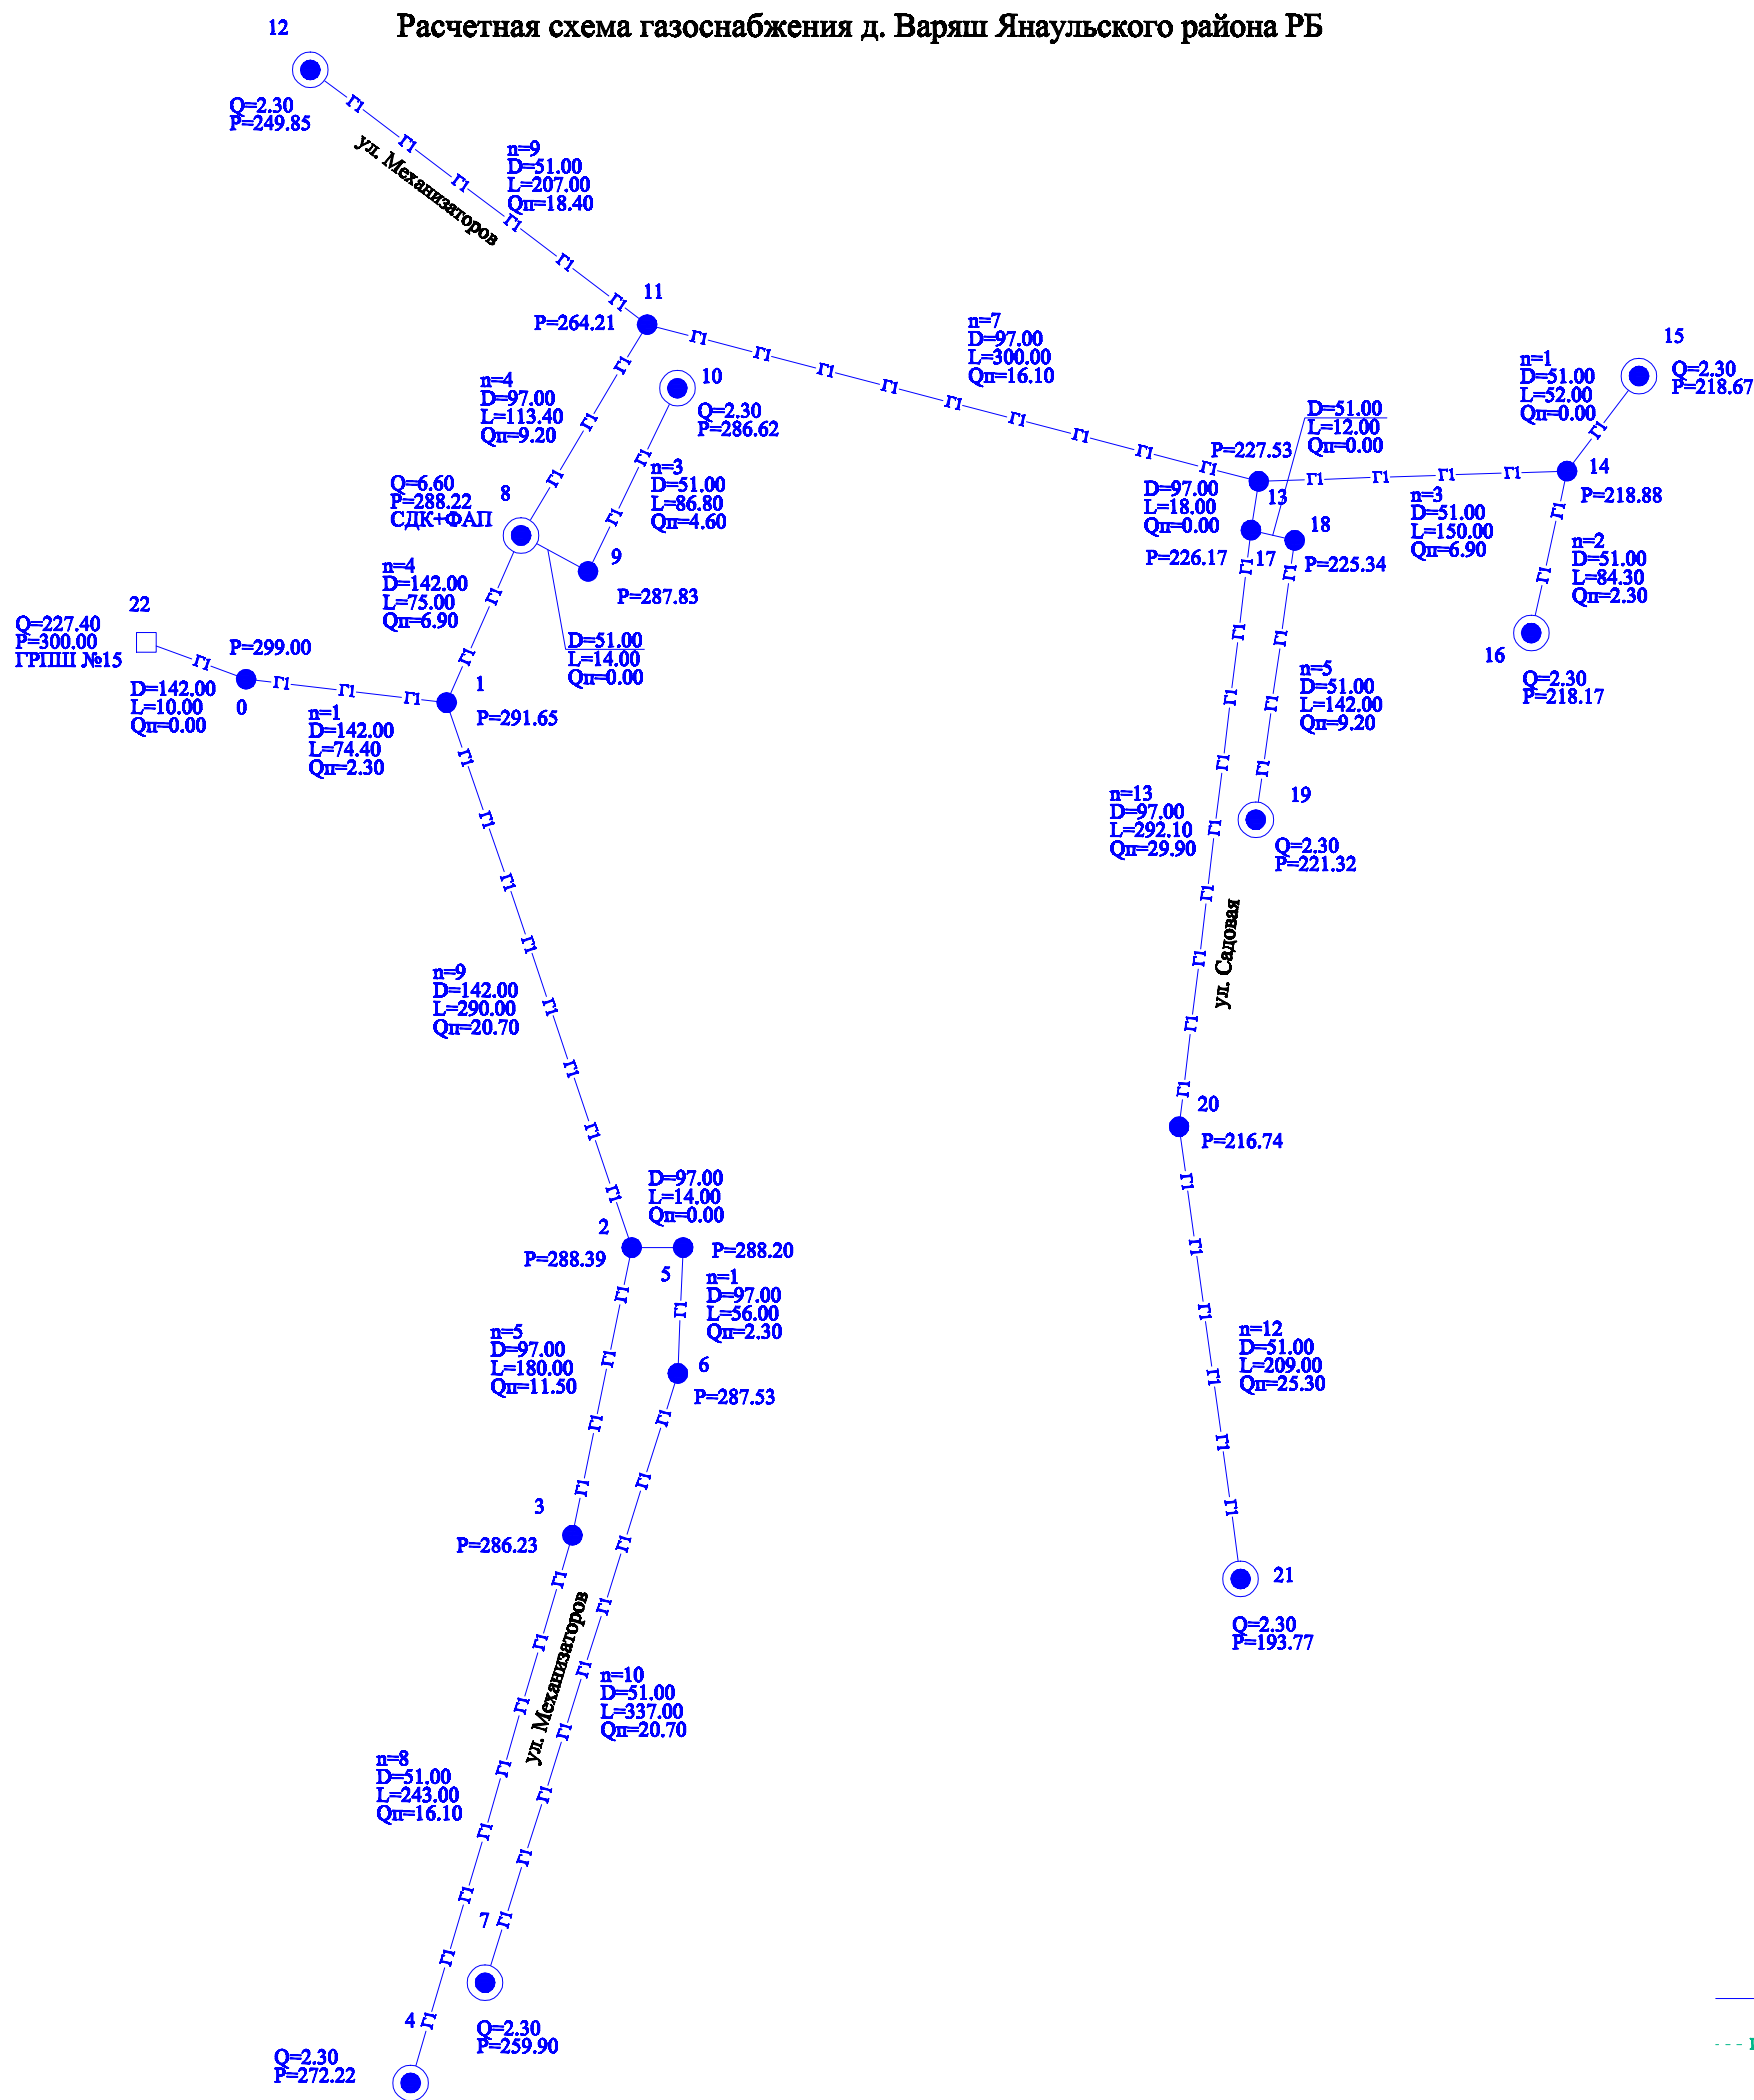 Расчетная схема газоснабжения д. Варяш Янаульского района РБ
12
Q=2.30
P=249.85
ул. Механизаторов
n=9
D=51.00
L=207.00
Qп=18.40
11
P=264.21
n=7
D=97.00
L=300.00
Qп=16.10
15
Q=2.30
P=218.67
n=1
D=51.00
L=52.00
Qп=0.00
n=4
D=97.00
L=113.40
Qп=9.20
10
Q=2.30
P=286.62
n=3
D=51.00
L=86.80
Qп=4.60
D=51.00
L=12.00
Qп=0.00
P=227.53
13
D=97.00
L=18.00
Qп=0.00
14
P=218.88
n=3
D=51.00
L=150.00
Qп=6.90
Q=6.60
P=288.22
СДК+ФАП
8
9
P=287.83
P=226.17
17
18
P=225.34
n=2
D=51.00
L=84.30
Qп=2.30
n=4
D=142.00
L=75.00
Qп=6.90
D=51.00
L=14.00
Qп=0.00
22
Q=227.40
P=300.00
ГРПШ №15
P=299.00
D=142.00
L=10.00
Qп=0.00
0
n=1
D=142.00
L=74.40
Qп=2.30
1
P=291.65
16
Q=2.30
P=218.17
n=5
D=51.00
L=142.00
Qп=9.20
n=13
D=97.00
L=292.10
Qп=29.90
19
Q=2.30
P=221.32
ул. Садовая
n=9
D=142.00
L=290.00
Qп=20.70
20
P=216.74
D=97.00
L=14.00
Qп=0.00
2
P=288.39
5
P=288.20
n=1
D=97.00
L=56.00
Qп=2.30
n=5
D=97.00
L=180.00
Qп=11.50
6
P=287.53
n=12
D=51.00
L=209.00
Qп=25.30
3
P=286.23
21
Q=2.30
P=193.77
ул. Механизаторов
n=10
D=51.00
L=337.00
Qп=20.70
n=8
D=51.00
L=243.00
Qп=16.10
7
Q=2.30
P=259.90
4
Q=2.30
P=272.22
Г1